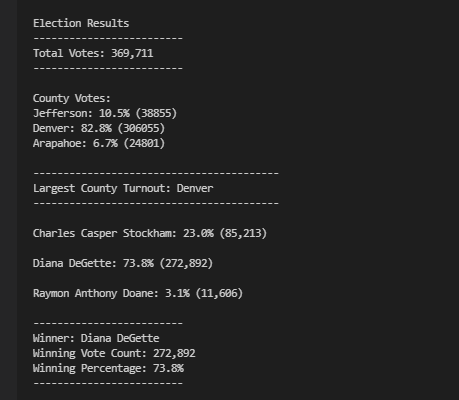 Election Results
-------------------------
Total Votes: 369,711
-------------------------
County Votes:
Jefferson: 10.5% (38855)
Denver: 82.8% (306055)
Arapahoe: 6.7% (24801)
-----------------------------------------
Largest County Turnout: Denver
-----------------------------------------
Charles Casper Stockham: 23.0% (85,213)
Diana DeGette: 73.8% (272,892)
Raymon Anthony Doane: 3.1% (11,606)
-------------------------
Winner: Diana DeGette
Winning Vote Count: 272,892
Winning Percentage: 73.8%
-------------------------